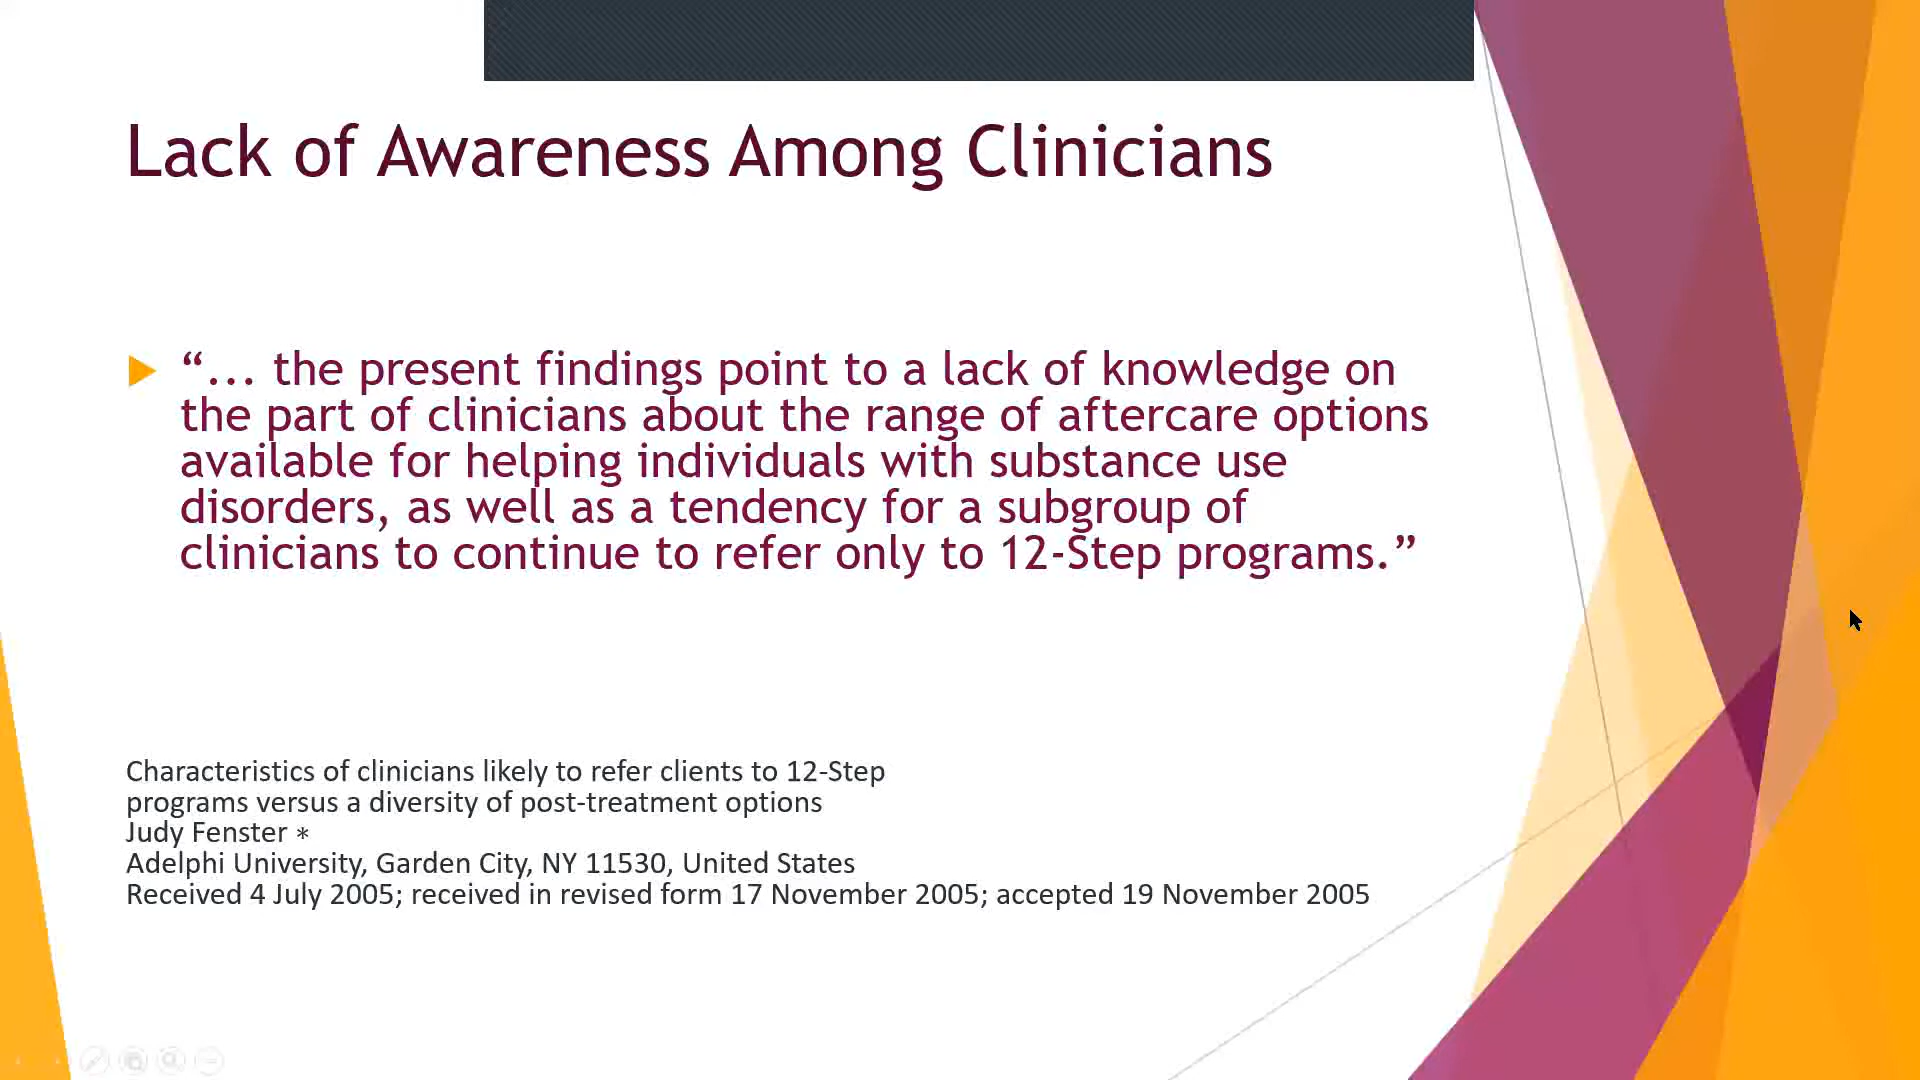 Lack of Awareness Among Clinicians
“... the present findings point to a lack of knowledge on
the part of clinicians about the range of aftercare options
available for helping individuals with substance use
disorders, as well as a tendency for a subgroup of
clinicians to continue to refer only to 12-Step programs.”
Characteristics of clinicians likely to refer clients to 12-Step
programs versus a diversity of post-treatment options
Judy Fenster ∗
Adelphi University, Garden City, NY 11530, United States
Received 4 July 2005; received in revised form 17 November 2005; accepted 19 November 2005